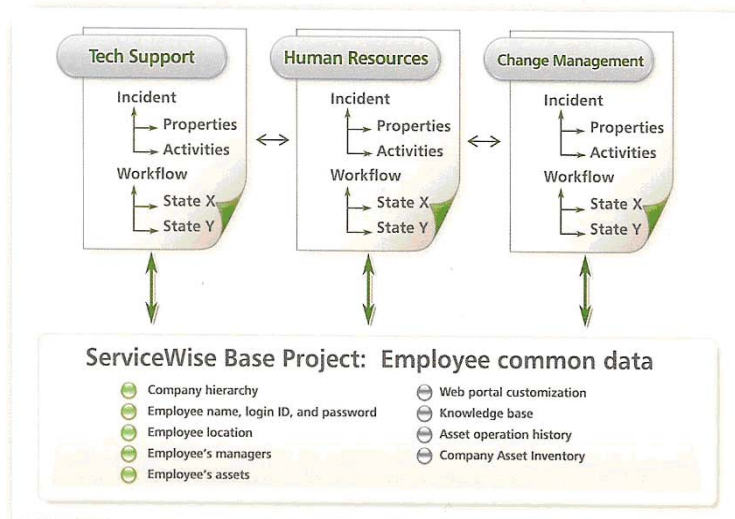 Tech Support
Incident
Properties
Activities
Workflow
State X
State Y
Human Resources
Incident
Properties
Activities
Workflow
State X
State Y
Change Management
Incident
Properties
Activities
Workflow
State X
State Y
ServiceWise Base Project: Employee common data
Company hierarchy
Employee name, login ID, and password
Employee location
Employee's managers
Employee's assets
Web portal customization
Knowledge base
Asset operation history
Company Asset Inventory